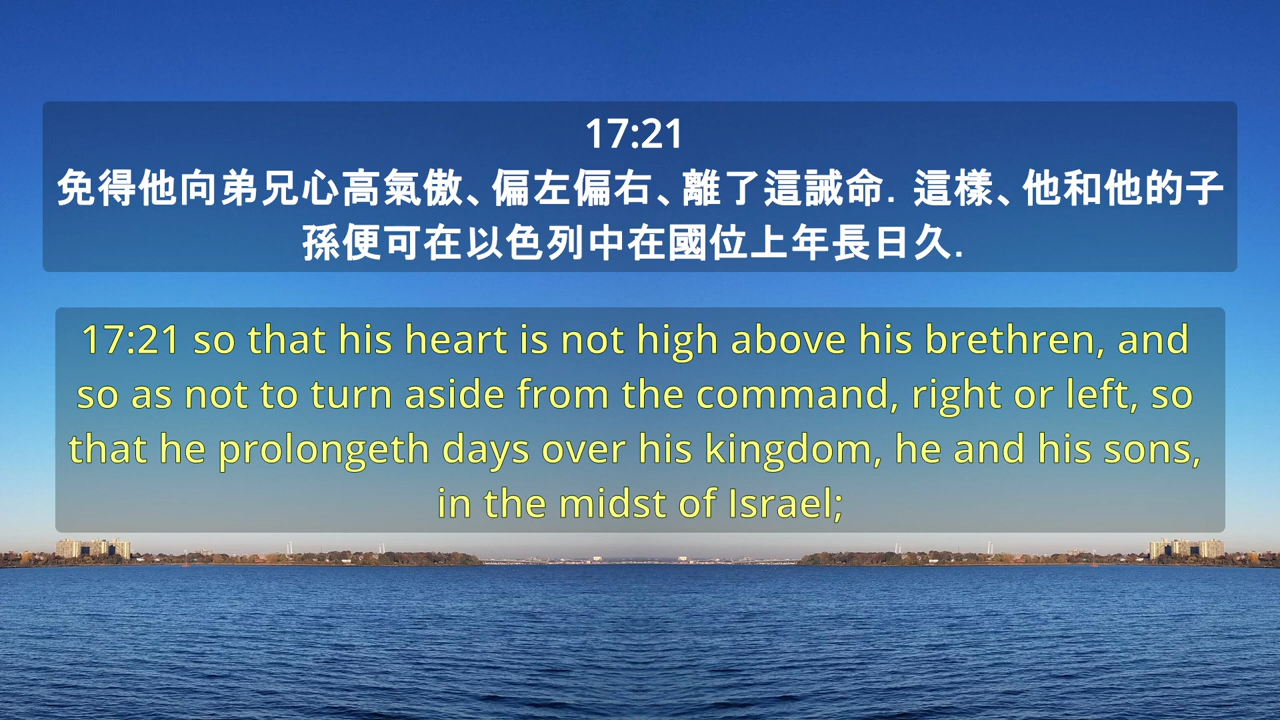 17:21
免得他向弟兄心高氣傲、偏左偏右、離了這誡命. 這樣、他和他的子
孫便可在以色列中在國位上年長日久.
17:21 so that his heart is not high above his brethren, and
so as not to turn aside from the command, right or left, so
that he prolongeth days over his kingdom, he and his sons,
in the midst of Israel;